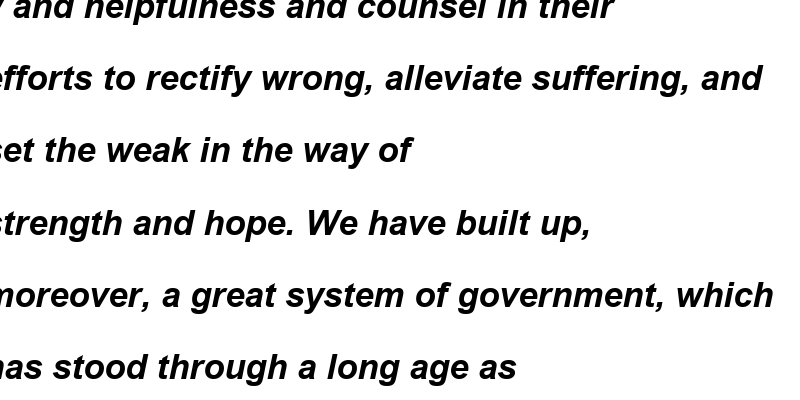 and helpfulness and counsel in their
efforts to rectify wrong, alleviate suffering, and
set the weak in the way of
strength and hope. We have built up,
moreover, a great system of government, which
has stood through a long age as